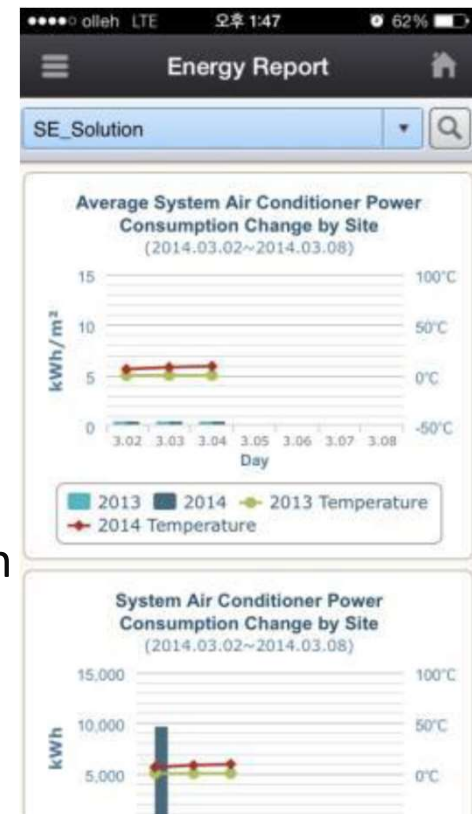 olleh LTE 오후 1:47 62%
Energy Report
SE_Solution
Average System Air Conditioner Power
Consumption Change by Site
(2014.03.02~2014.03.08)
15 100°C
10 50°C
5 0°C
0 -50°C
kWh/m²
3.02 3.03 3.04 3.05 3.06 3.07 3.08
Day
2013 2014 2013 Temperature
2014 Temperature
n
System Air Conditioner Power
Consumption Change by Site
(2014.03.02~2014.03.08)
15,000 100°C
10,000 50°C
5,000 0°C
kWh